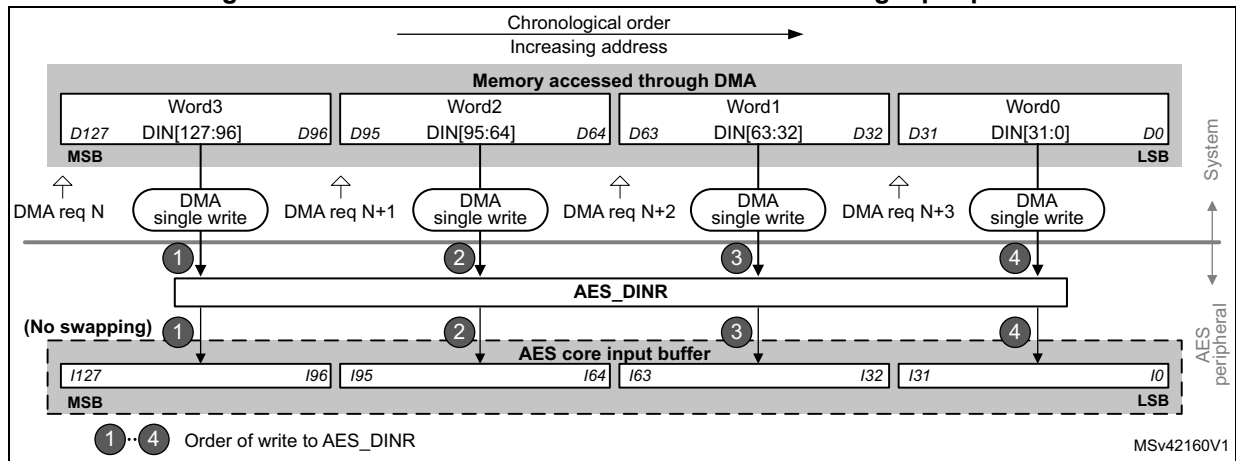 Chronological order
Increasing address
Memory accessed through DMA
Word3 Word2 Word1 Word0
D127 DIN[127:96] D96 D95 DIN[95:64] D64 D63 DIN[63:32] D32 D31 DIN[31:0] D0
MSB LSB
System
DMA req N DMA single write DMA req N+1 DMA single write DMA req N+2 DMA single write DMA req N+3 DMA single write
1 2 3 4
AES_DINR
(No swapping) 1 2 3 4
AES peripheral
AES core input buffer
I127 I96 I95 I64 I63 I32 I31 I0
MSB LSB
1··4 Order of write to AES_DINR
MSv42160V1